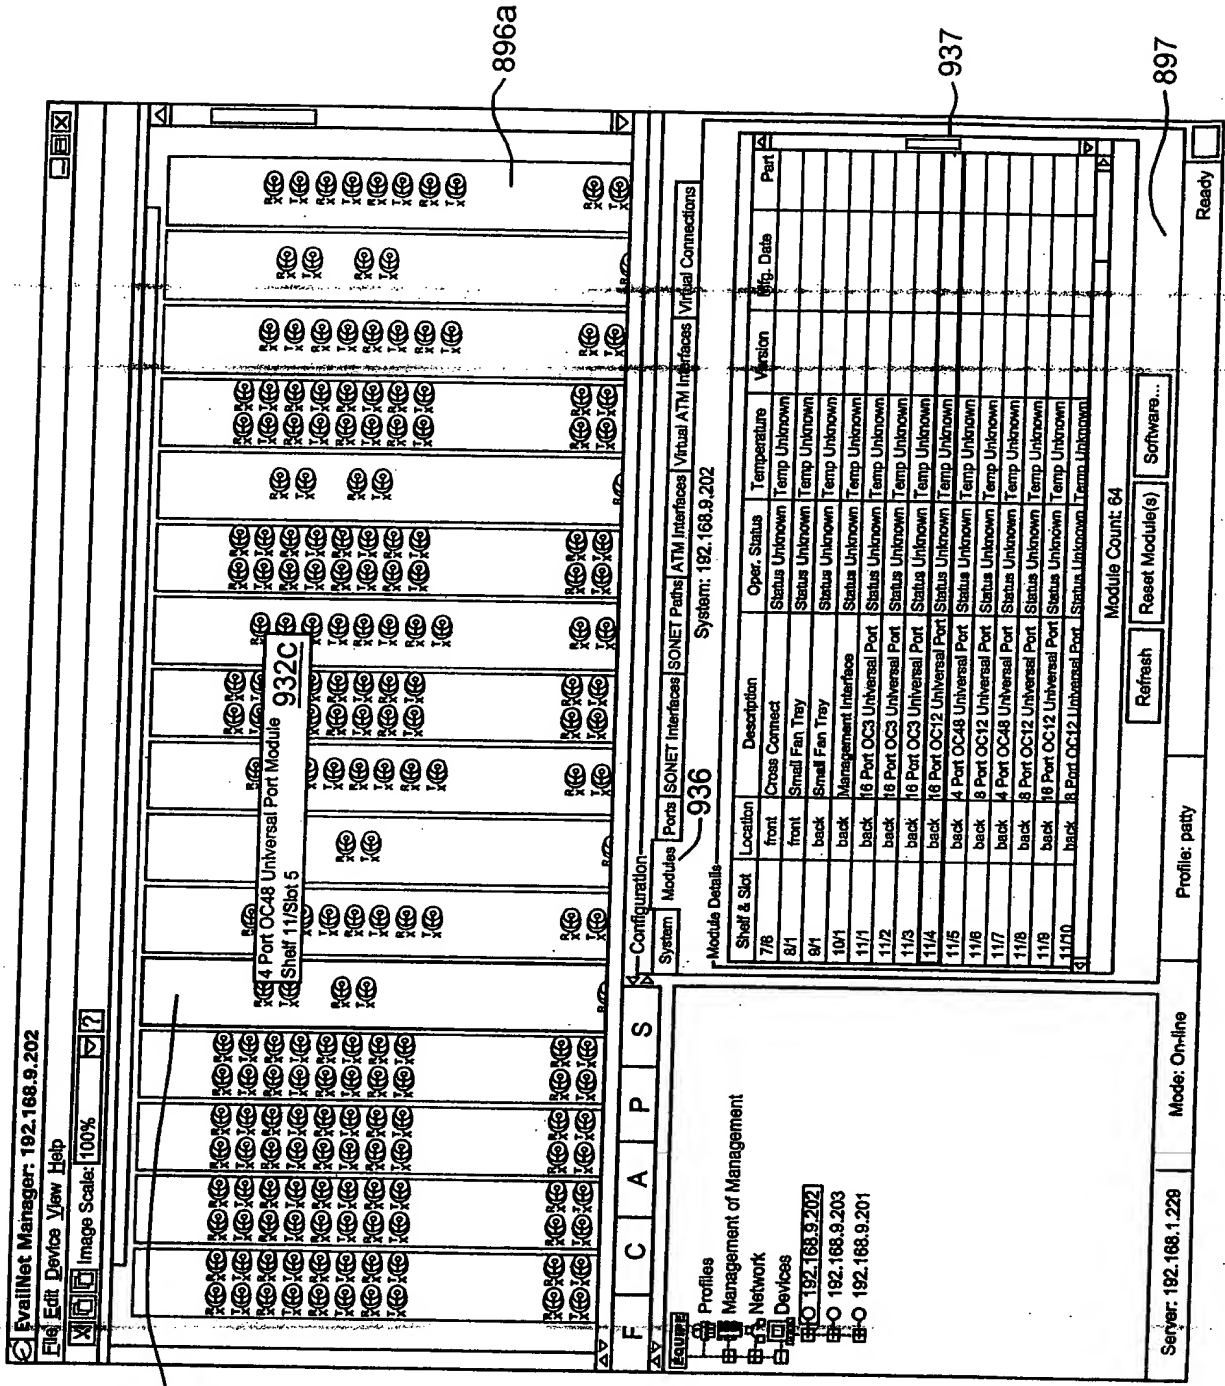 EvailNet Manager: 192.168.9.202
File Edit Device View Help
Image Scale: 100% ?
4 Port OC48 Universal Port Module
Shelf 11/Slot 5
932C
896a
F C A P S
EQUIPE
Profiles
Management of Management
Network
Devices
192.168.9.202
192.168.9.203
192.168.9.201
Configuration
System Modules Ports SONET Interfaces SONET Paths ATM Interfaces Virtual ATM Interfaces Virtual Connections
936
System: 192.168.9.202
Module Details
Shelf & Slot Location Description Oper. Status Temperature Version Mfg. Date Part
7/6 front Cross Connect Status Unknown Temp Unknown
8/1 front Small Fan Tray Status Unknown Temp Unknown
9/1 back Small Fan Tray Status Unknown Temp Unknown
10/1 back Management Interface Status Unknown Temp Unknown
11/1 back 16 Port OC3 Universal Port Status Unknown Temp Unknown
11/2 back 16 Port OC3 Universal Port Status Unknown Temp Unknown
11/3 back 16 Port OC3 Universal Port Status Unknown Temp Unknown
11/4 back 16 Port OC12 Universal Port Status Unknown Temp Unknown
11/5 back 4 Port OC48 Universal Port Status Unknown Temp Unknown
11/6 back 8 Port OC12 Universal Port Status Unknown Temp Unknown
11/7 back 4 Port OC48 Universal Port Status Unknown Temp Unknown
11/8 back 8 Port OC12 Universal Port Status Unknown Temp Unknown
11/9 back 16 Port OC12 Universal Port Status Unknown Temp Unknown
11/10 back 8 Port OC12 Universal Port Status Unknown Temp Unknown
937
Module Count: 64
Refresh Reset Module(s) Software...
897
Server: 192.168.1.229 Mode: On-line Profile: patty Ready